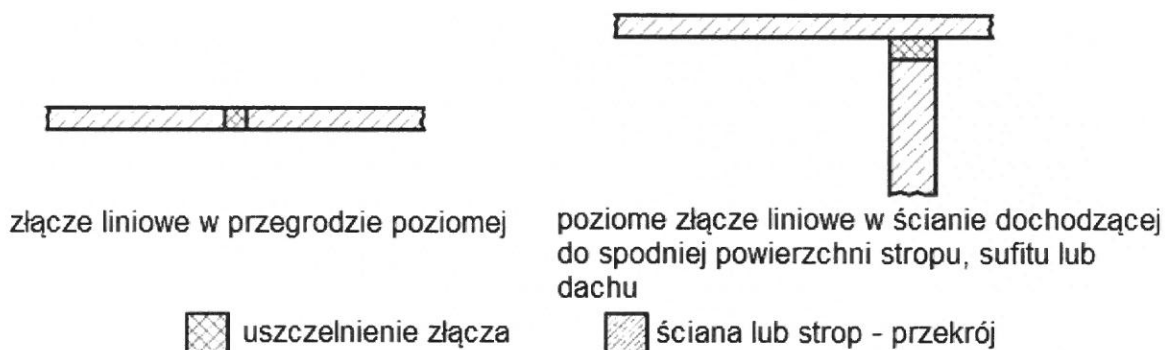 złącze liniowe w przegrodzie poziomej
poziome złącze liniowe w ścianie dochodzącej
do spodniej powierzchni stropu, sufitu lub
dachu
uszczelnienie złącza
ściana lub strop - przekrój